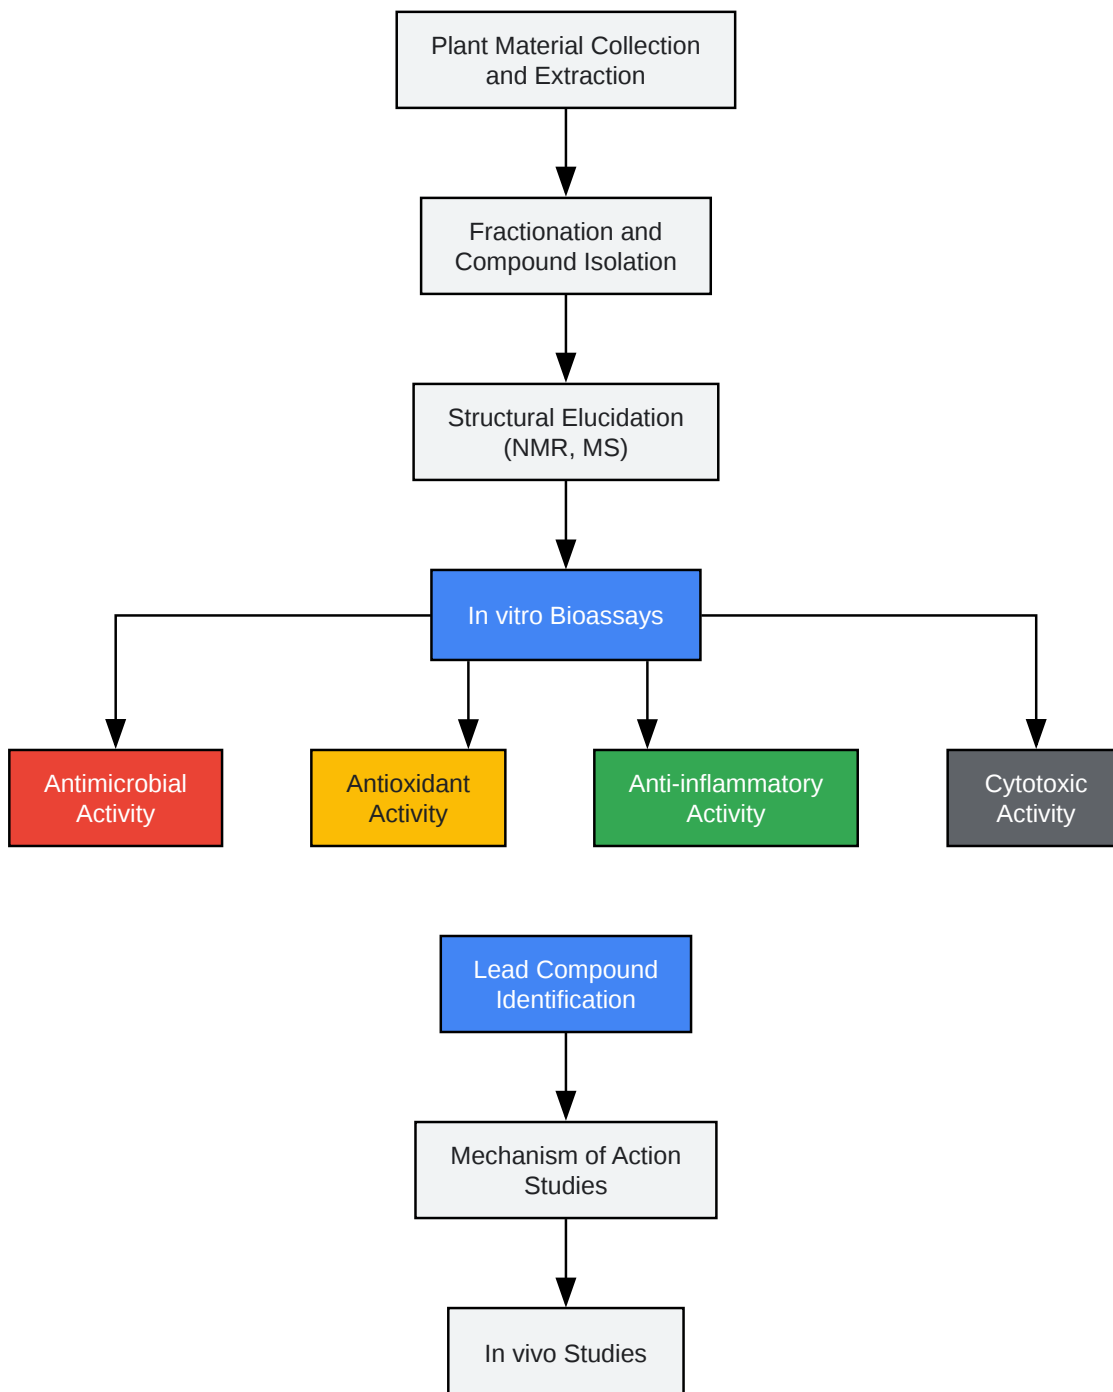 Plant Material Collection
and Extraction
Fractionation and
Compound Isolation
Structural Elucidation
(NMR, MS)
In vitro Bioassays
Antimicrobial
Activity
Antioxidant
Activity
Anti-inflammatory
Activity
Cytotoxic
Activity
Lead Compound
Identification
Mechanism of Action
Studies
In vivo Studies